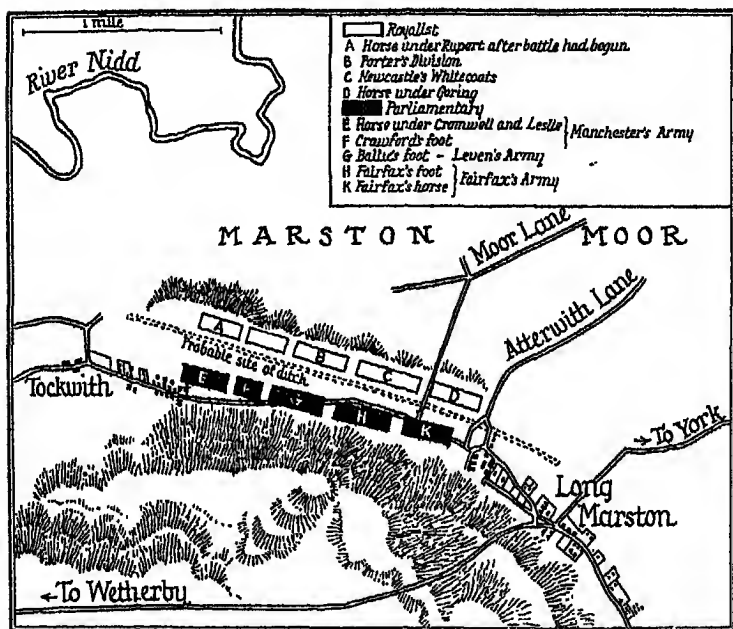 1 mile
River Nidd
Royalist
A Horse under Rupert after battle had begun.
B Porter's Division
C Newcastle's Whitecoats
D Horse under Goring
Parliamentary
E Horse under Cromwell and Leslie
F Crawford's foot
Manchester's Army
G Baillie's foot - Leven's Army
H Fairfax's foot
K Fairfax's horse
Fairfax's Army
MARSTON MOOR
Moor Lane
Atterwith Lane
A
B
C
D
Probable site of ditch
E
F
G
H
K
Tockwith
To York
Long
Marston
To Wetherby